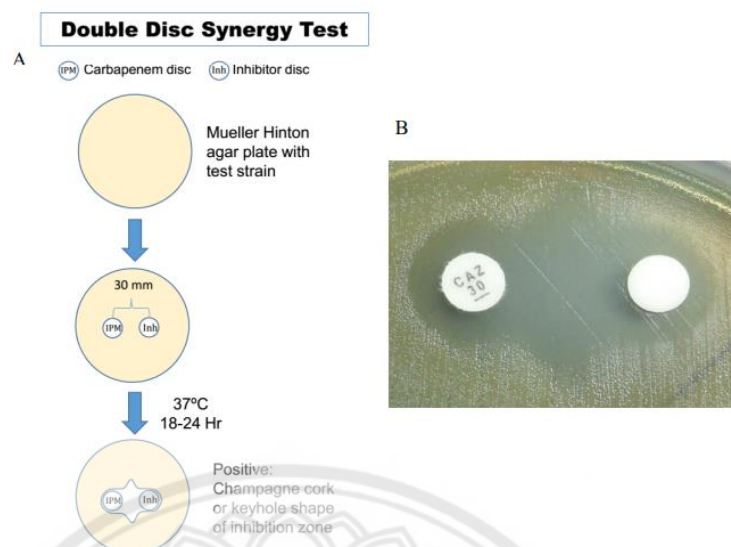 Double Disc Synergy Test
A
IPM Carbapenem disc Inh Inhibitor disc
Mueller Hinton
agar plate with
test strain
30 mm
IPM Inh
37ºC
18-24 Hr
IPM Inh
Positive:
Champagne cork
or keyhole shape
of inhibition zone
B
CAZ
30